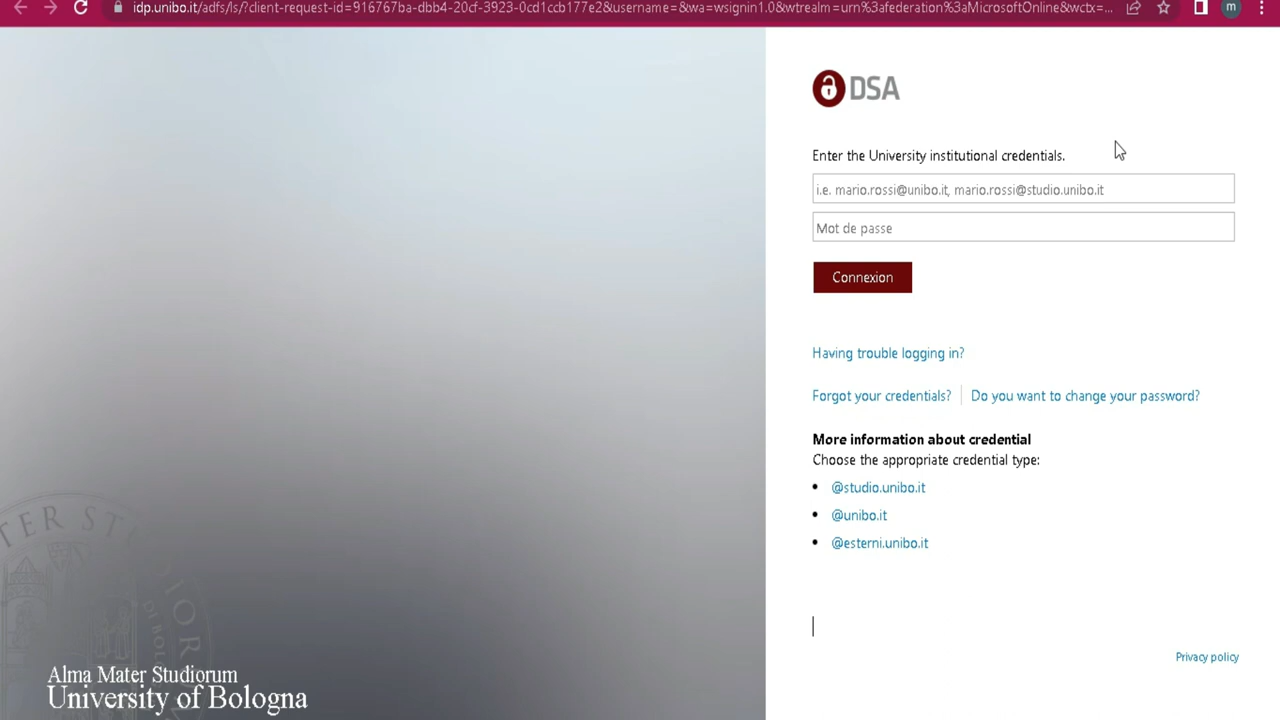 idp.unibo.it/adfs/ls/?client-request-id=916767ba-dbb4-20cf-3923-0cd1ccb177e2&username=&wa=wsignin1.0&wtrealm=urn%3afederation%3aMicrosoftOnline&wctx=...
m
DSA
Enter the University institutional credentials.
i.e. mario.rossi@unibo.it, mario.rossi@studio.unibo.it
Mot de passe
Connexion
Having trouble logging in?
Forgot your credentials?
Do you want to change your password?
More information about credential
Choose the appropriate credential type:
@studio.unibo.it
@unibo.it
@esterni.unibo.it
Privacy policy
Alma Mater Studiorum
University of Bologna